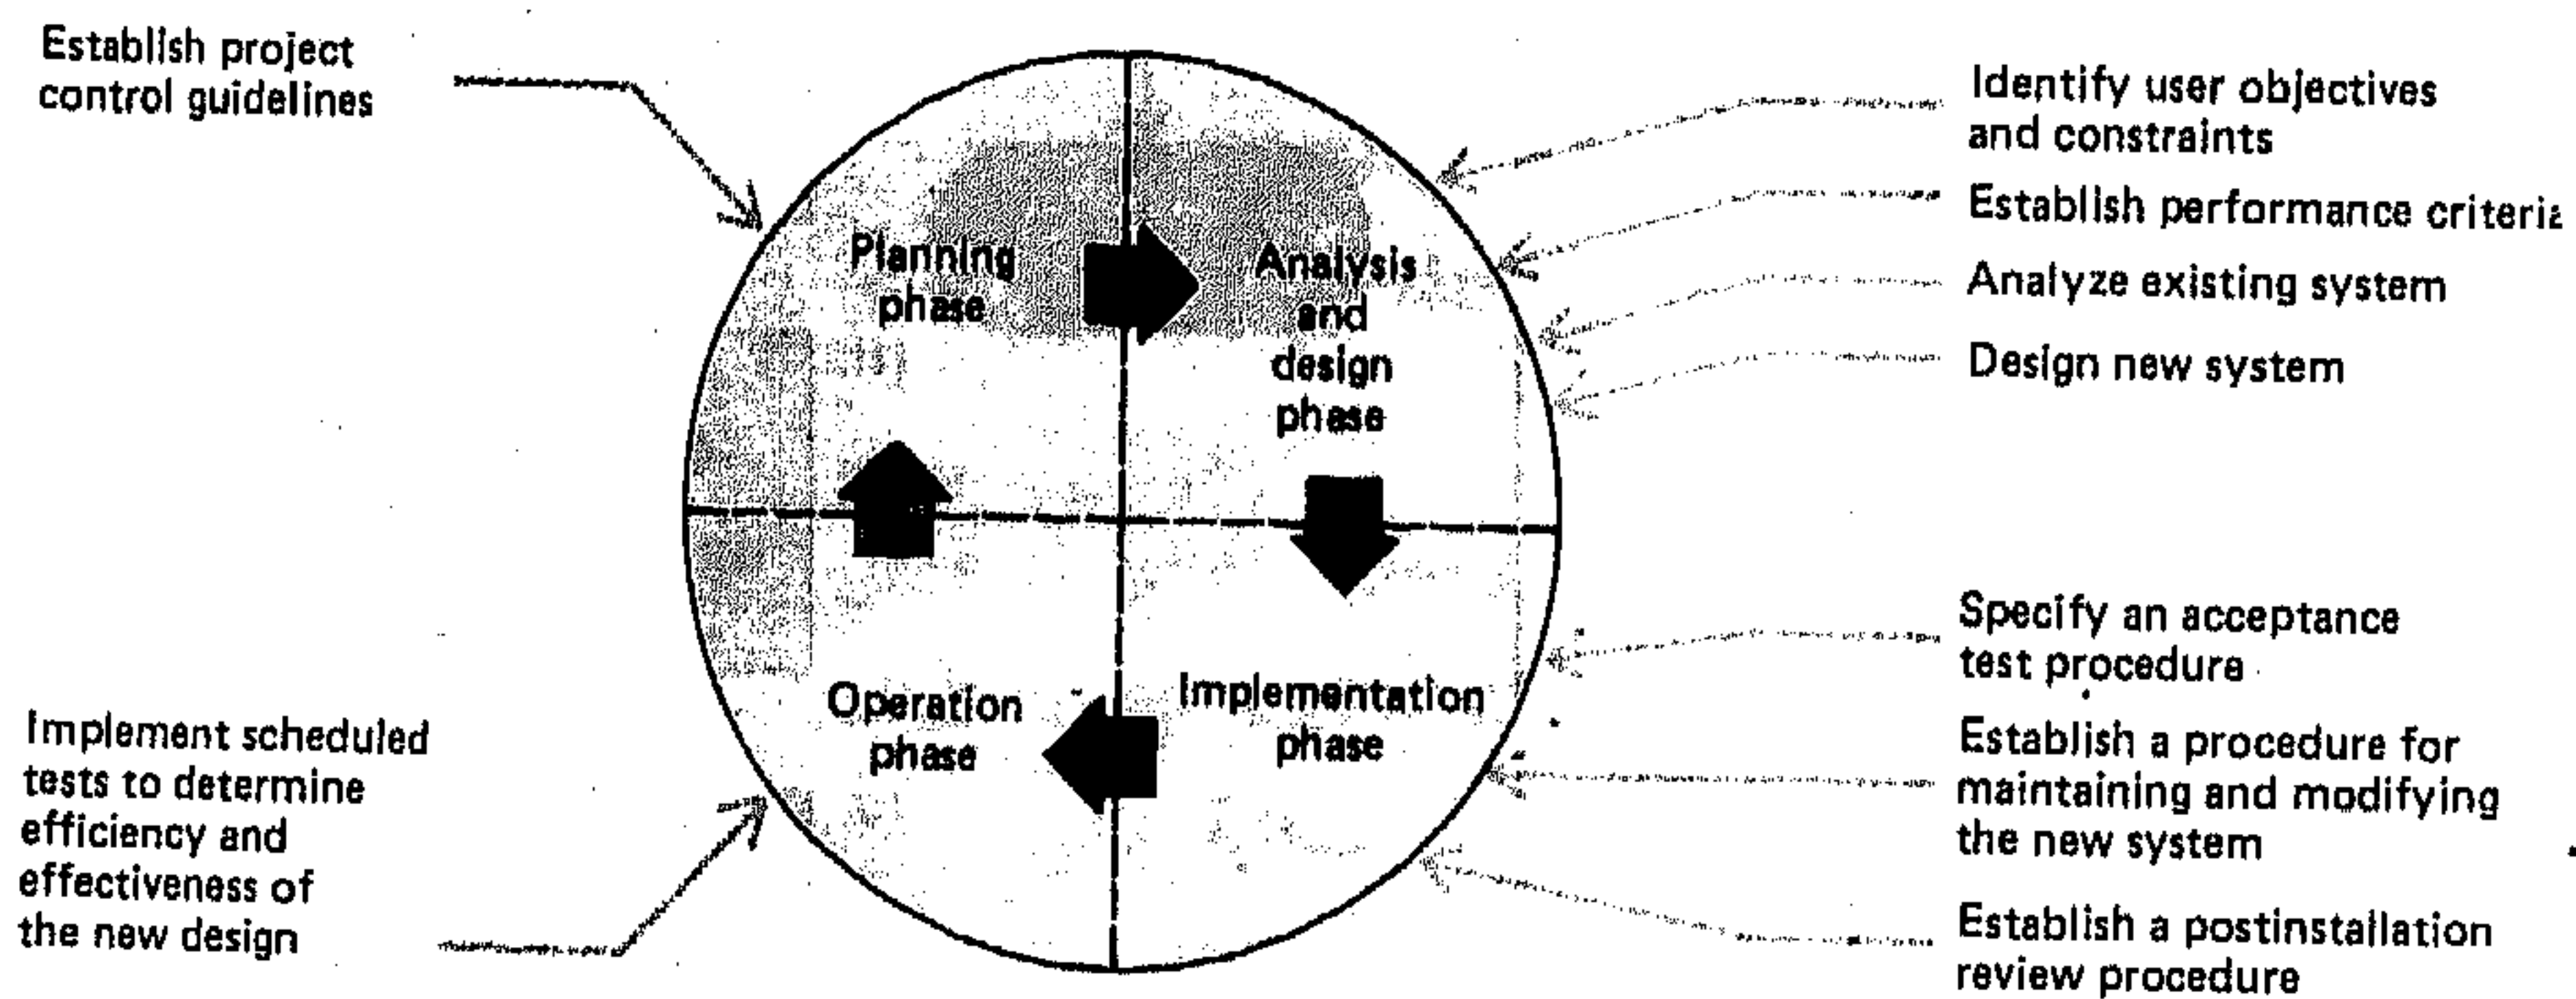 Establish project
control guidelines
Planning
phase
Analysis
and
design
phase
Identify user objectives
and constraints
Establish performance criteria
Analyze existing system
Design new system
Operation
phase
Implementation
phase
Specify an acceptance
test procedure
Establish a procedure for
maintaining and modifying
the new system
Establish a postinstallation
review procedure
Implement scheduled
tests to determine
efficiency and
effectiveness of
the new design